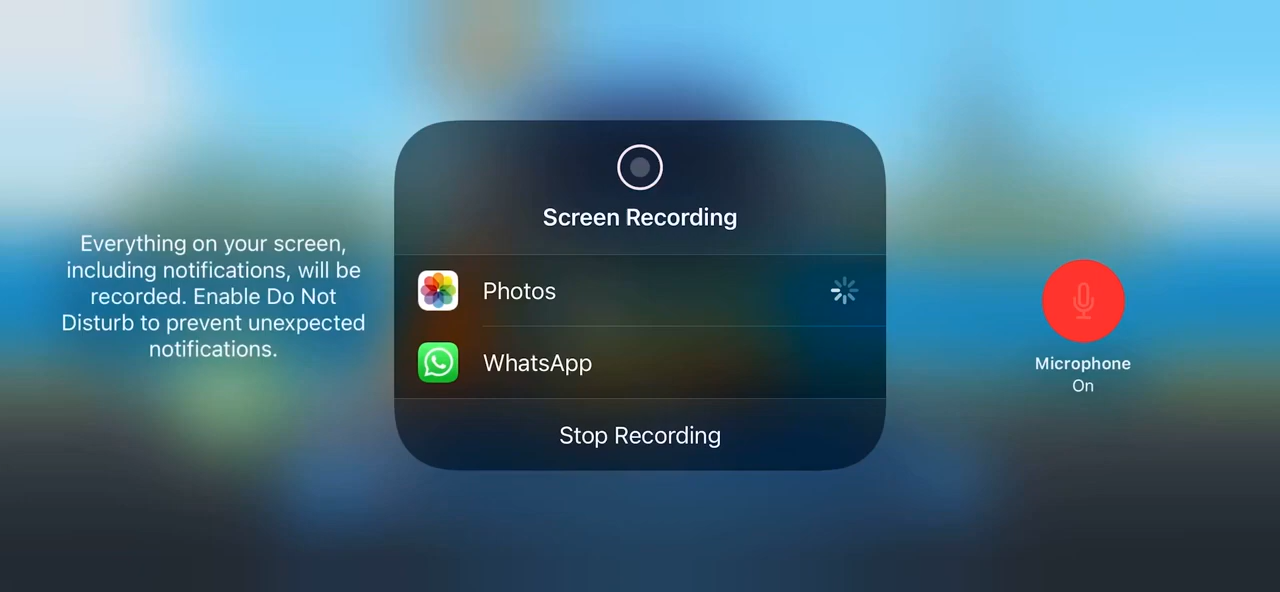 Everything on your screen,
including notifications, will be
recorded. Enable Do Not
Disturb to prevent unexpected
notifications.
Screen Recording
Photos
WhatsApp
Stop Recording
Microphone
On